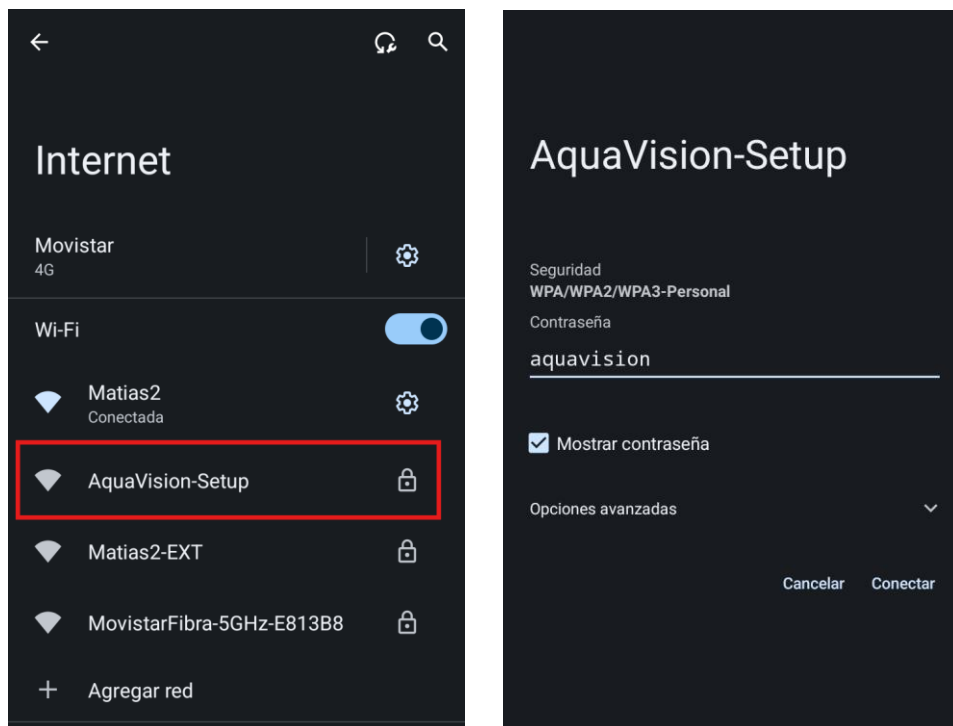 Internet
Movistar
4G
Wi-Fi
Matias2
Conectada
AquaVision-Setup
Matias2-EXT
MovistarFibra-5GHz-E813B8
Agregar red
AquaVision-Setup
Seguridad
WPA/WPA2/WPA3-Personal
Contraseña
aquavision
Mostrar contraseña
Opciones avanzadas
Cancelar Conectar